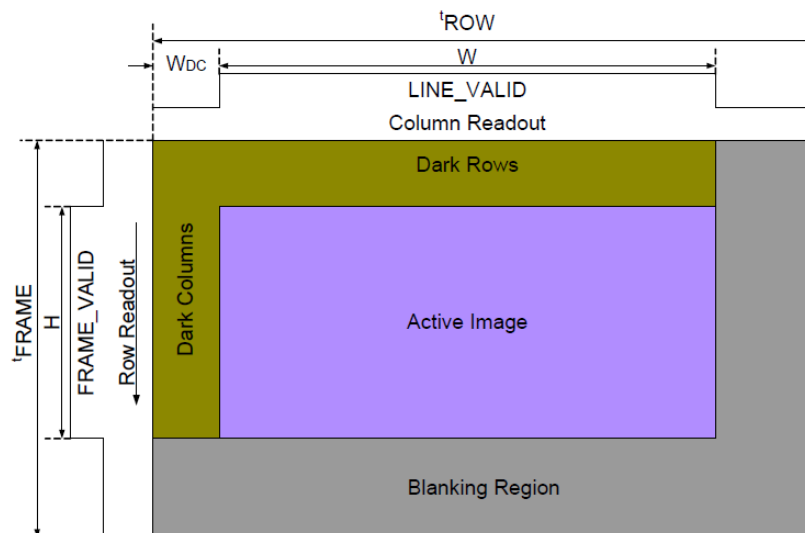 tROW
WDC
W
LINE_VALID
Column Readout
Dark Rows
tFRAME
H
FRAME_VALID
Row Readout
Dark Columns
Active Image
Blanking Region